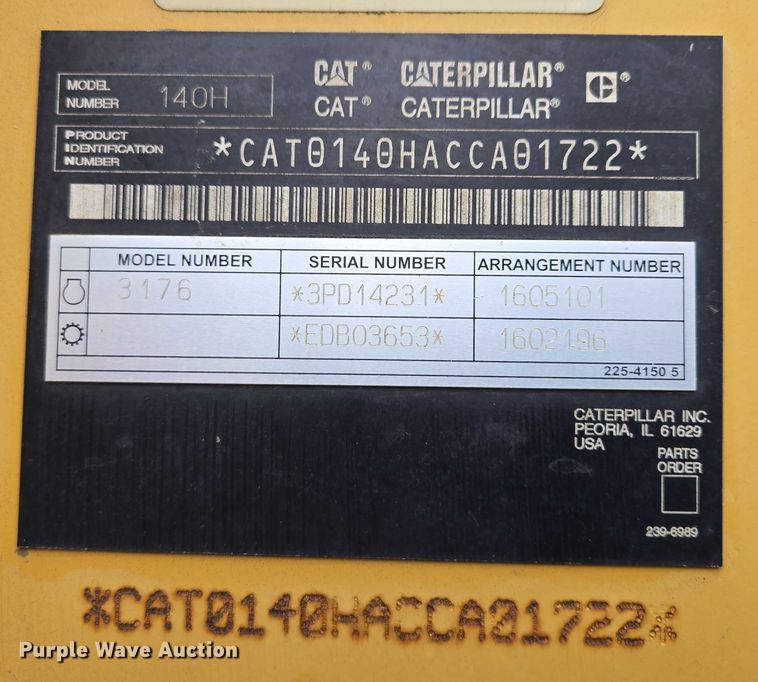 MODEL NUMBER 140H
CAT® CATERPILLAR® ®
CAT® CATERPILLAR®
PRODUCT IDENTIFICATION NUMBER *CAT0140HACCA01722*
MODEL NUMBER SERIAL NUMBER ARRANGEMENT NUMBER
3176 *3PD14231* 1605101
*EDB03653* 1602196
225-4150 5
CATERPILLAR INC.
PEORIA, IL 61629
USA
PARTS
ORDER
239-6989
*CAT0140HACCA01722*
Purple Wave Auction